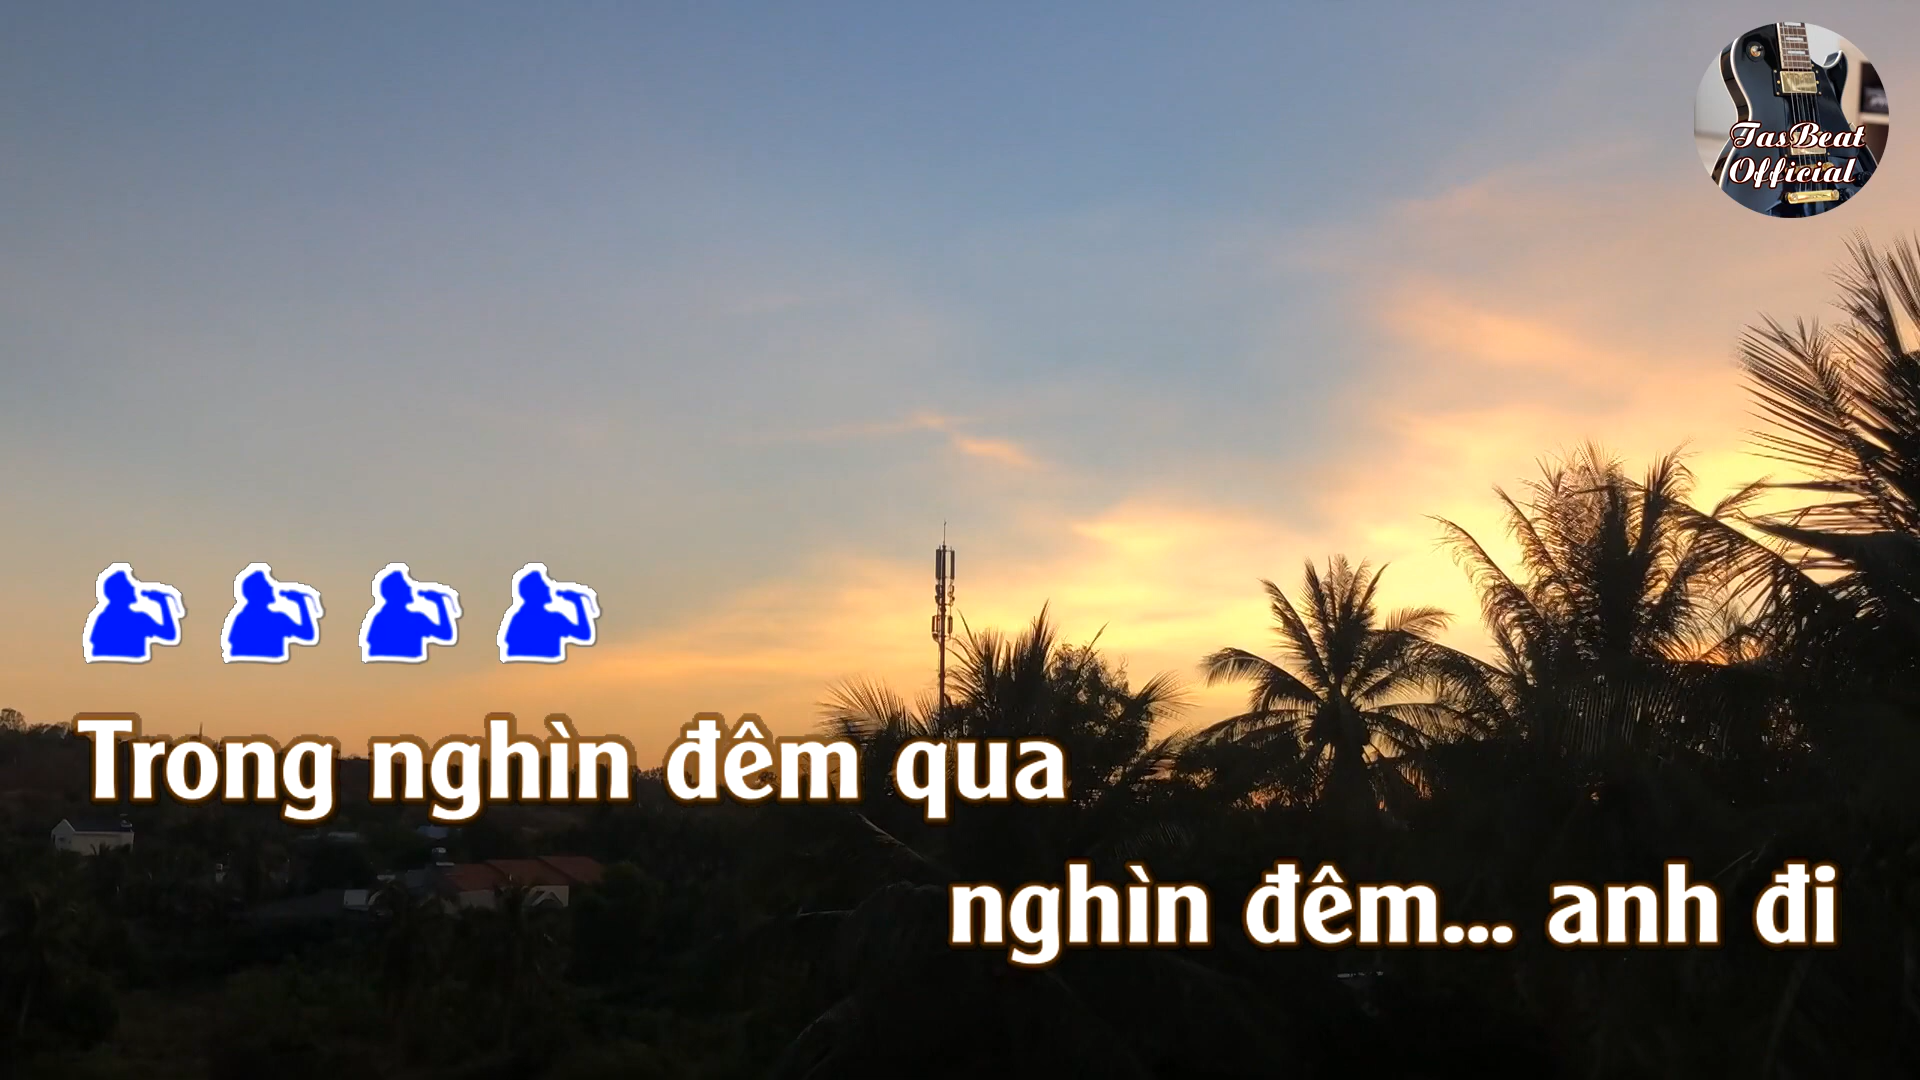 TasBeat
Official
Trong nghìn đêm qua
nghìn đêm... anh đi